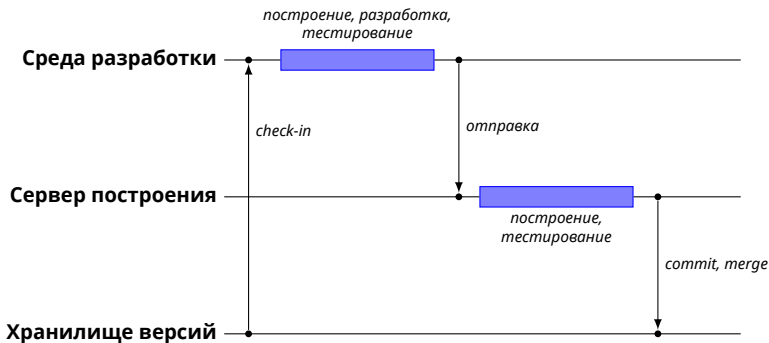 построение, разработка,
тестирование
Среда разработки
check-in
отправка
Сервер построения
построение,
тестирование
commit, merge
Хранилище версий